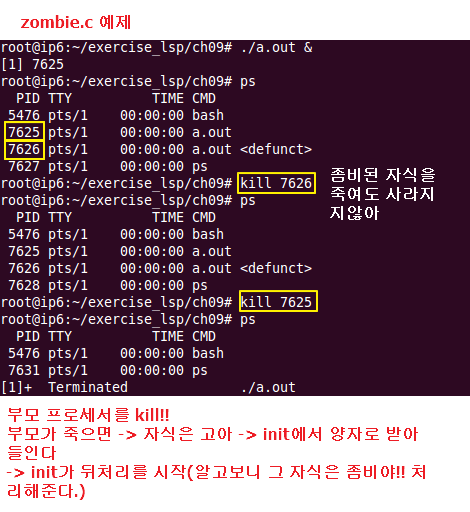 zombie.c 예제
root@ip6:~/exercise_lsp/ch09# ./a.out &
[1] 7625
root@ip6:~/exercise_lsp/ch09# ps
PID TTY TIME CMD
5476 pts/1 00:00:00 bash
7625 pts/1 00:00:00 a.out
7626 pts/1 00:00:00 a.out <defunct>
7627 pts/1 00:00:00 ps
root@ip6:~/exercise_lsp/ch09# kill 7626
좀비된 자식을
죽여도 사라지
지않아
root@ip6:~/exercise_lsp/ch09# ps
PID TTY TIME CMD
5476 pts/1 00:00:00 bash
7625 pts/1 00:00:00 a.out
7626 pts/1 00:00:00 a.out <defunct>
7628 pts/1 00:00:00 ps
root@ip6:~/exercise_lsp/ch09# kill 7625
root@ip6:~/exercise_lsp/ch09# ps
PID TTY TIME CMD
5476 pts/1 00:00:00 bash
7631 pts/1 00:00:00 ps
[1]+ Terminated ./a.out
부모 프로세서를 kill!!
부모가 죽으면 -> 자식은 고아 -> init에서 양자로 받아
들인다
-> init가 뒤처리를 시작(알고보니 그 자식은 좀비야!! 처
리해준다.)